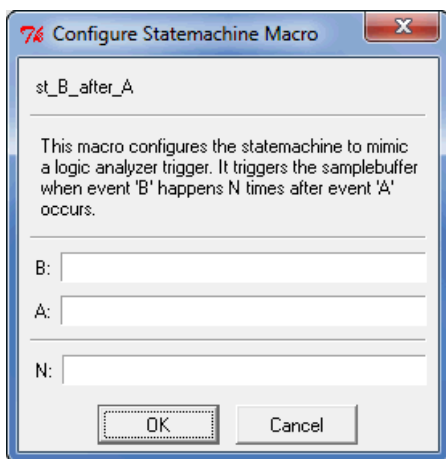 Configure Statemachine Macro
st_B_after_A
This macro configures the statemachine to mimic
a logic analyzer trigger. It triggers the samplebuffer
when event 'B' happens N times after event 'A'
occurs.
B:
A:
N:
OK
Cancel